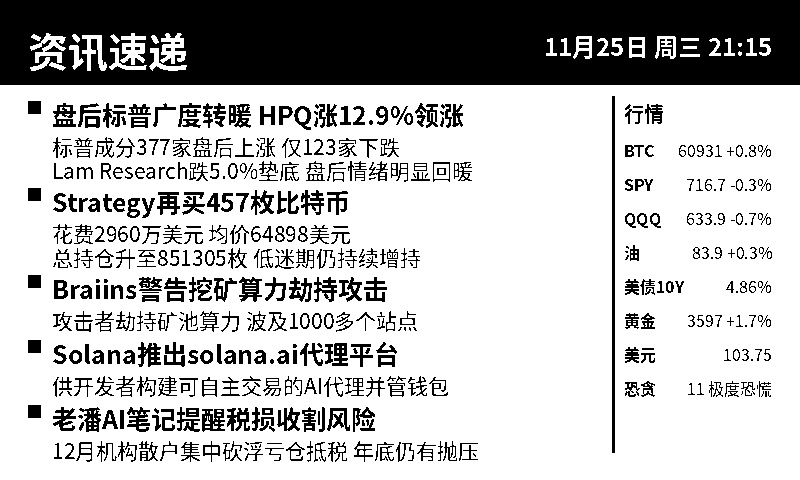 资讯速递
11月25日 周三 21:15
盘后标普广度转暖 HPQ涨12.9%领涨
标普成分377家盘后上涨 仅123家下跌
Lam Research跌5.0%垫底 盘后情绪明显回暖
Strategy再买457枚比特币
花费2960万美元 均价64898美元
总持仓升至851305枚 低迷期仍持续增持
Braiins警告挖矿算力劫持攻击
攻击者劫持矿池算力 波及1000多个站点
Solana推出solana.ai代理平台
供开发者构建可自主交易的AI代理并管钱包
老潘AI笔记提醒税损收割风险
12月机构散户集中砍浮亏仓抵税 年底仍有抛压
行情
BTC 60931 +0.8%
SPY 716.7 -0.3%
QQQ 633.9 -0.7%
油 83.9 +0.3%
美债10Y 4.86%
黄金 3597 +1.7%
美元 103.75
恐贪 11 极度恐慌